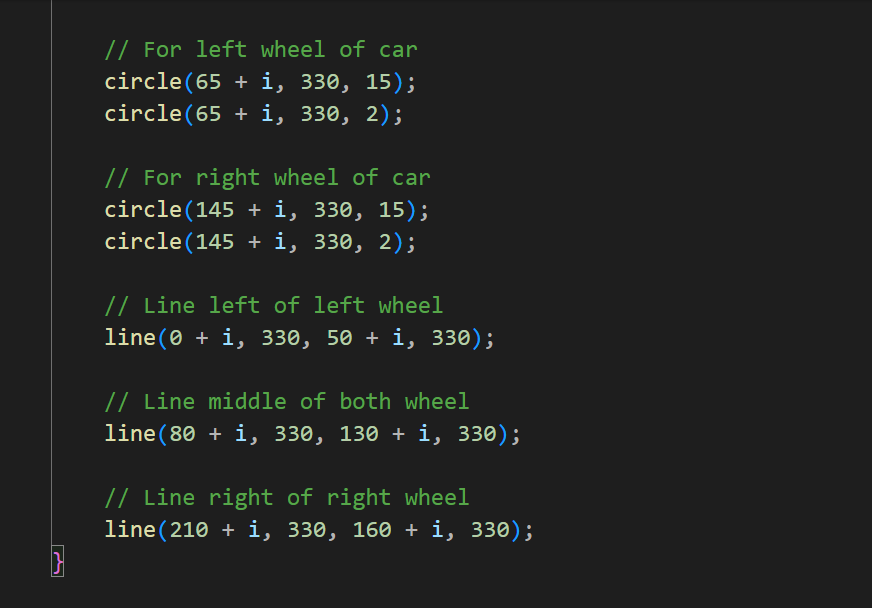 // For left wheel of car
circle(65 + i, 330, 15);
circle(65 + i, 330, 2);
// For right wheel of car
circle(145 + i, 330, 15);
circle(145 + i, 330, 2);
// Line left of left wheel
line(0 + i, 330, 50 + i, 330);
// Line middle of both wheel
line(80 + i, 330, 130 + i, 330);
// Line right of right wheel
line(210 + i, 330, 160 + i, 330);
}